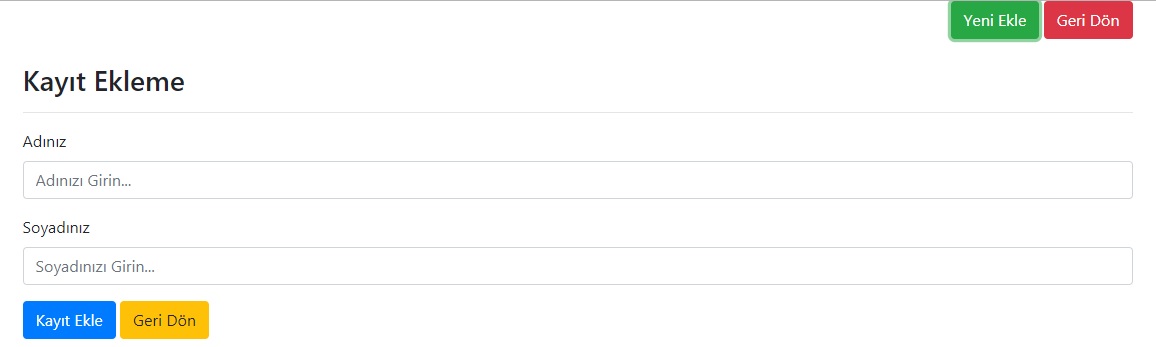 Yeni Ekle Geri Dön
Kayıt Ekleme
Adınız
Adınızı Girin...
Soyadınız
Soyadınızı Girin...
Kayıt Ekle Geri Dön